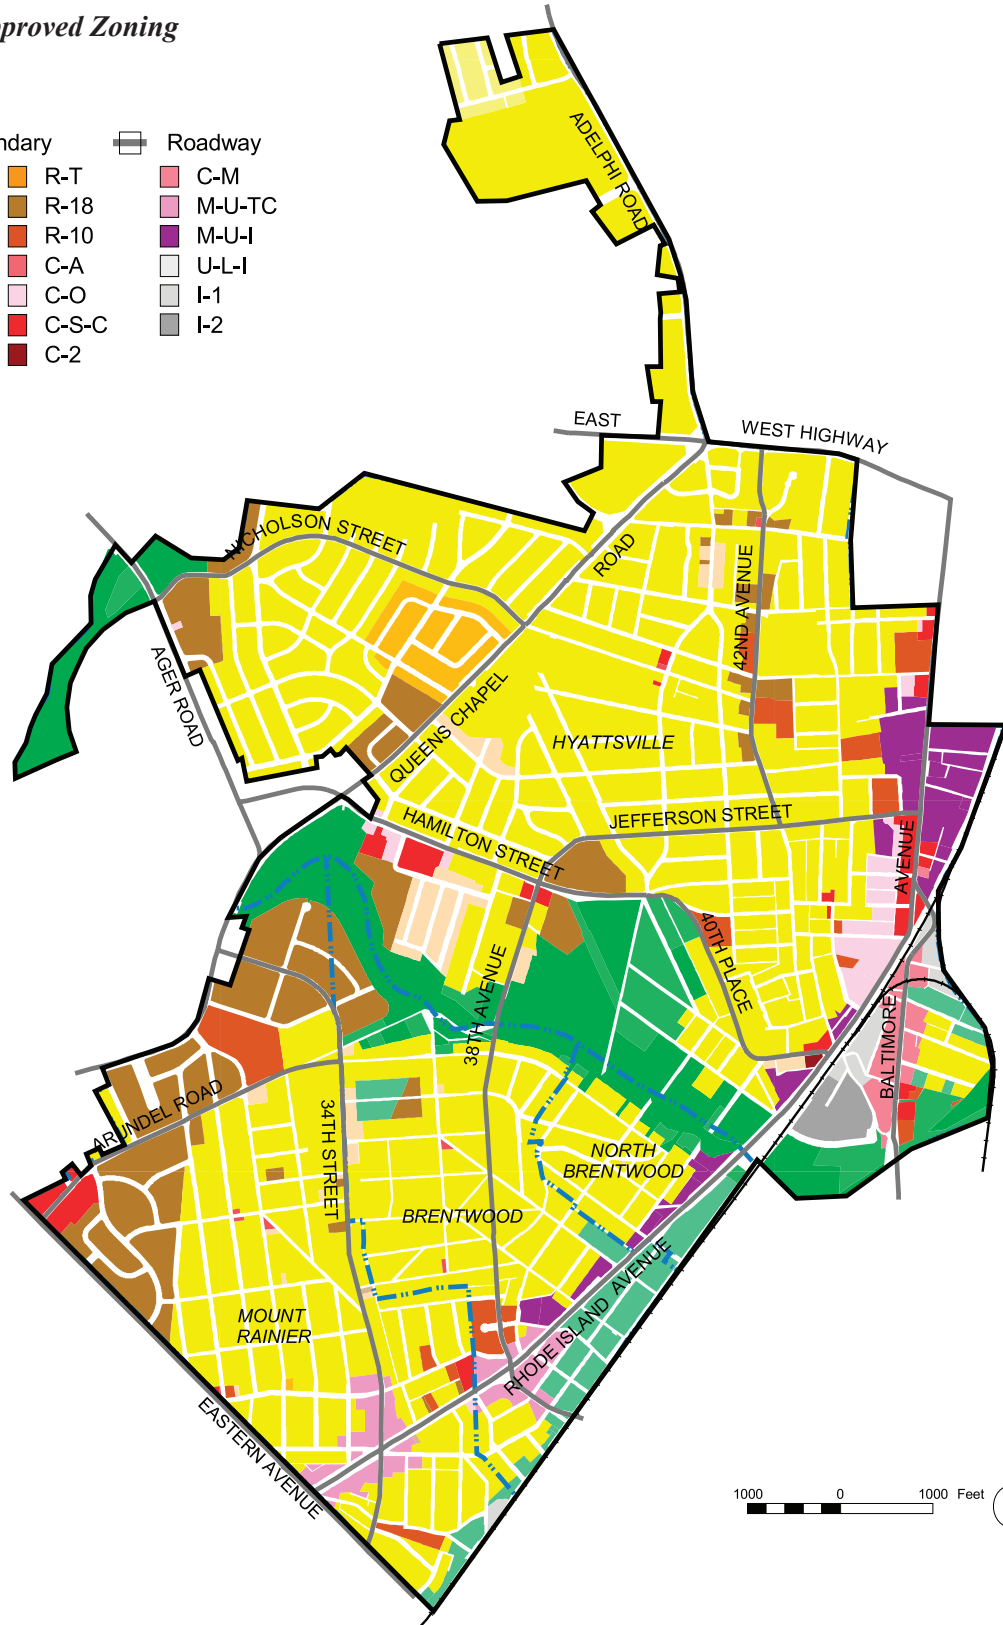 pproved Zoning
ndary
Roadway
R-T
C-M
R-18
M-U-TC
R-10
M-U-I
C-A
U-L-I
C-O
I-1
C-S-C
I-2
C-2
ADELPHI ROAD
EAST
WEST HIGHWAY
NICHOLSON STREET
ROAD
42ND AVENUE
AGER ROAD
QUEENS CHAPEL
HYATTSVILLE
HAMILTON STREET
JEFFERSON STREET
AVENUE
40TH PLACE
38TH AVENUE
BALTIMORE
ARUNDEL ROAD
34TH STREET
NORTH
BRENTWOOD
BRENTWOOD
MOUNT
RAINIER
RHODE ISLAND AVENUE
EASTERN AVENUE
1000 0 1000 Feet